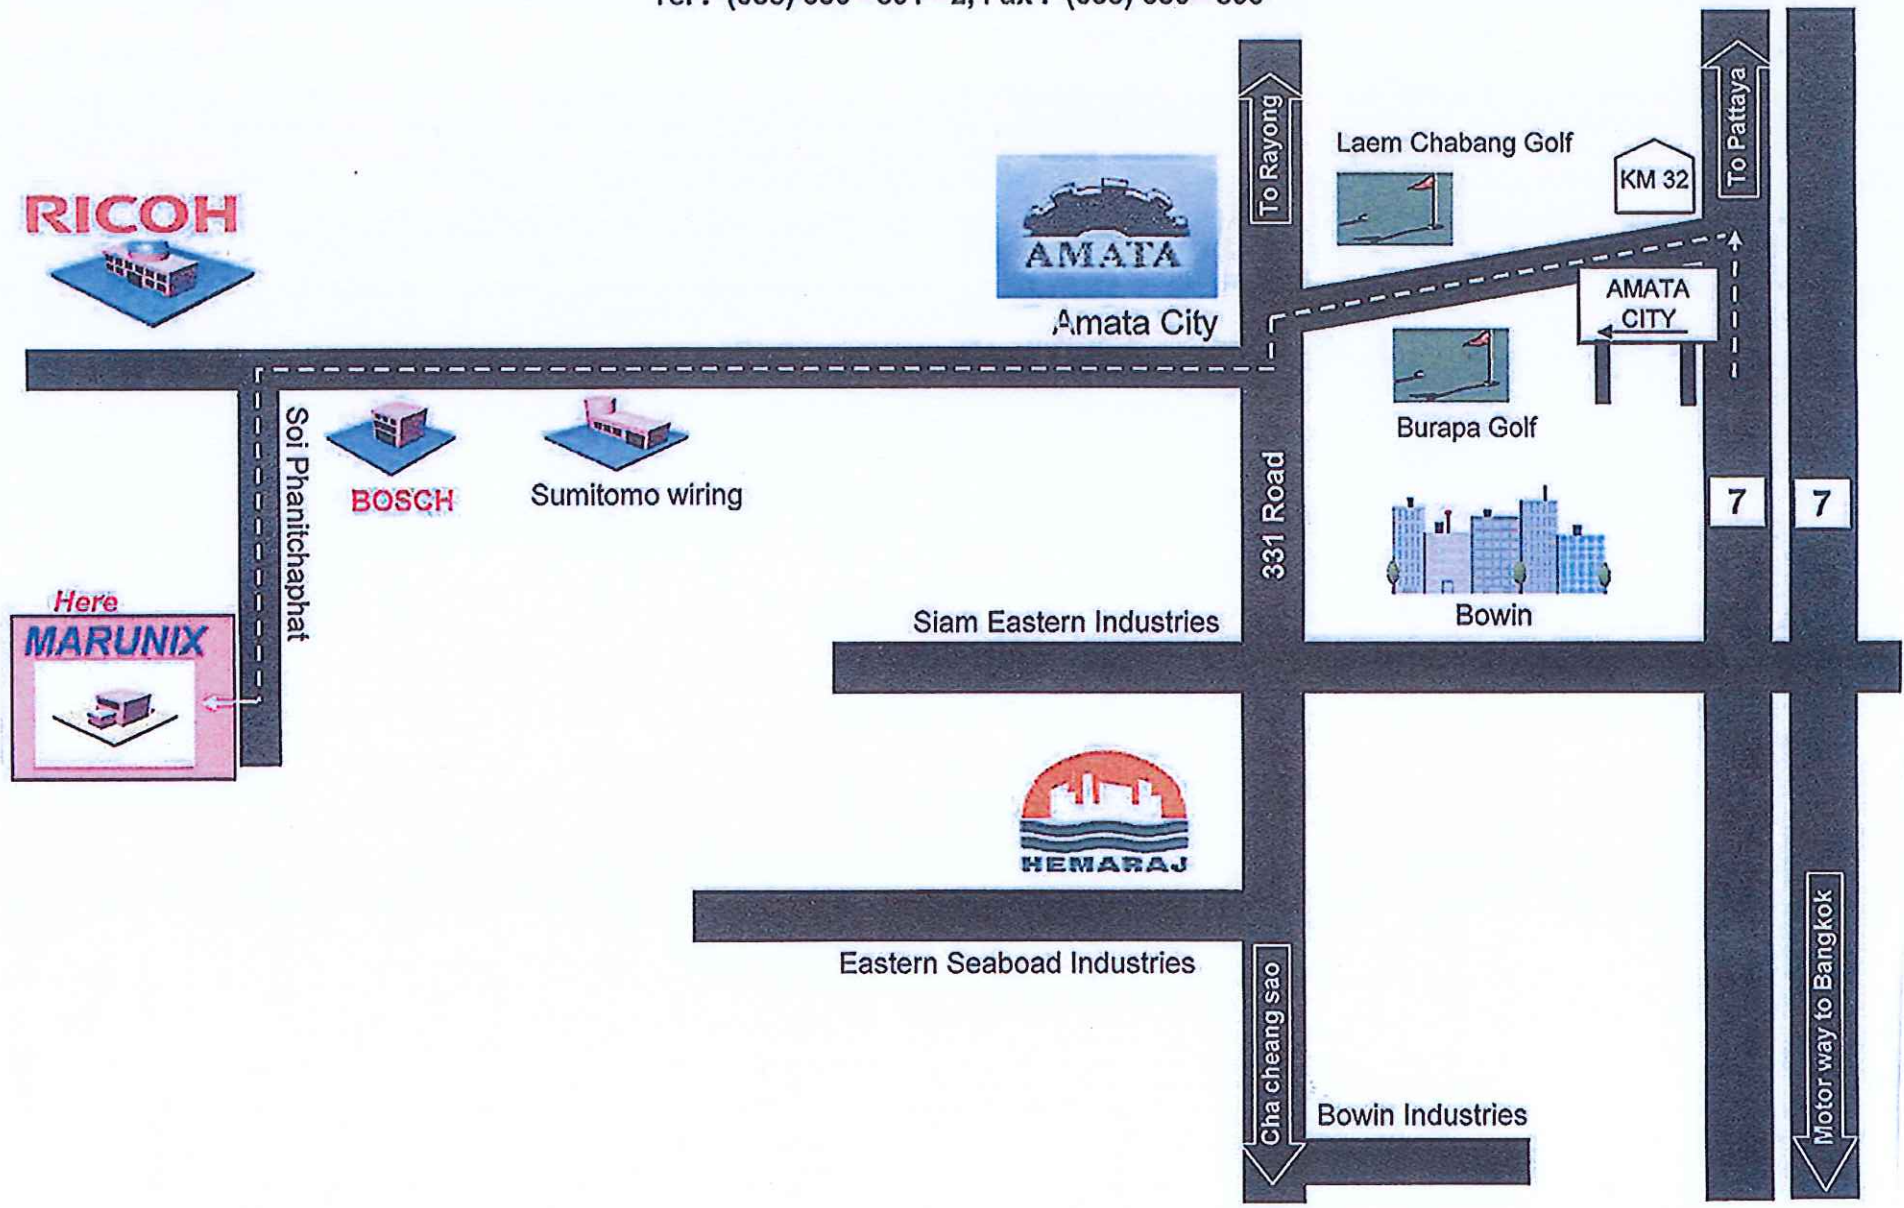 To Rayong
To Pattaya
Laem Chabang Golf
KM 32
RICOH
AMATA
Amata City
AMATA
CITY
Burapa Golf
Soi Phanitchaphat
BOSCH
Sumitomo wiring
331 Road
7
7
Bowin
Here
MARUNIX
Siam Eastern Industries
HEMARAJ
Eastern Seaboad Industries
Cha cheang sao
Motor way to Bangkok
Bowin Industries